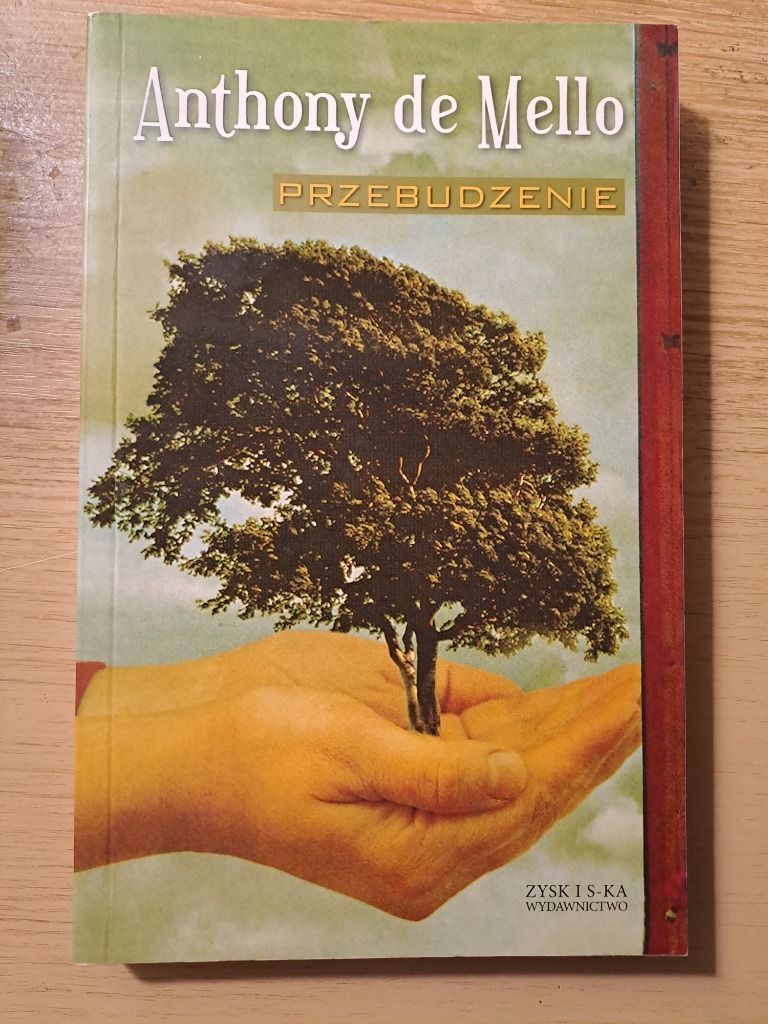 Anthony de Mello
PRZEBUDZENIE
ZYSK I S-KA
WYDAWNICTWO